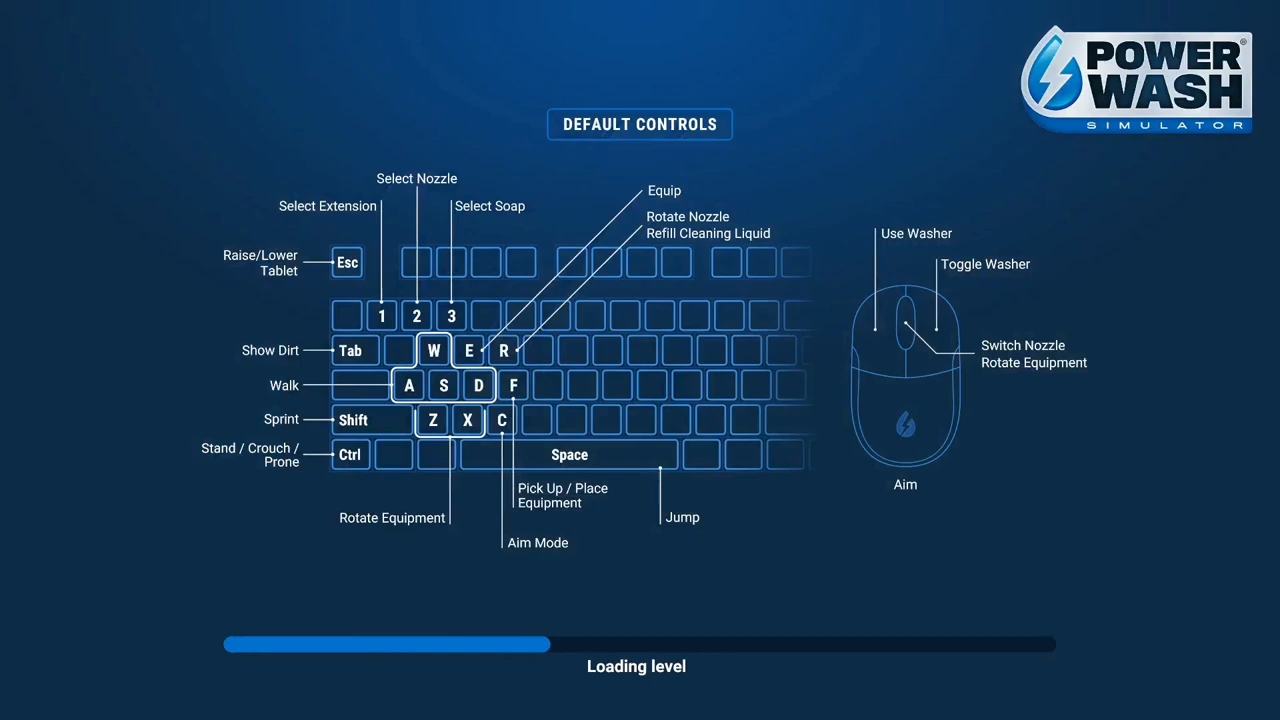 POWER
WASH
SIMULATOR
®
DEFAULT CONTROLS
Select Nozzle
Select Extension
Select Soap
Equip
Rotate Nozzle
Refill Cleaning Liquid
Raise/Lower
Tablet
Esc
1 2 3
Show Dirt
Tab W E R
Walk
A S D F
Sprint
Shift Z X C
Stand / Crouch /
Prone
Ctrl Space
Rotate Equipment
Pick Up / Place
Equipment
Aim Mode
Jump
Use Washer
Toggle Washer
Switch Nozzle
Rotate Equipment
Aim
Loading level